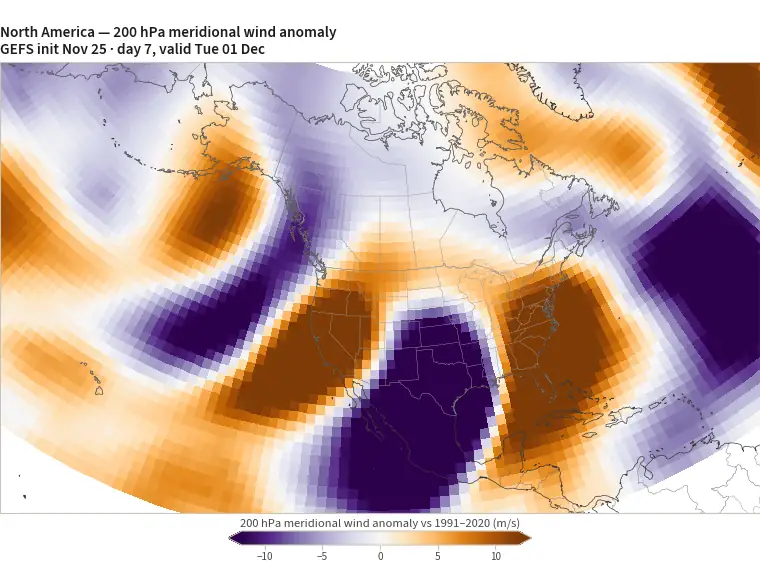 North America — 200 hPa meridional wind anomaly
GEFS init Nov 25 · day 7, valid Tue 01 Dec
200 hPa meridional wind anomaly vs 1991–2020 (m/s)
−10 −5 0 5 10